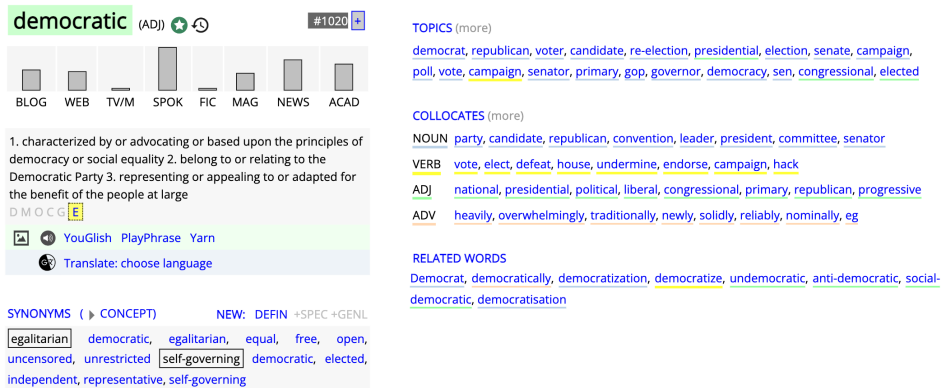 democratic (ADJ) #1020 +
BLOG WEB TV/M SPOK FIC MAG NEWS ACAD
1. characterized by or advocating or based upon the principles of
democracy or social equality 2. belong to or relating to the
Democratic Party 3. representing or appealing to or adapted for
the benefit of the people at large
D M O C G E
YouGlish PlayPhrase Yarn
Translate: choose language
SYNONYMS ( CONCEPT) NEW: DEFIN +SPEC +GENL
egalitarian democratic, egalitarian, equal, free, open,
uncensored, unrestricted self-governing democratic, elected,
independent, representative, self-governing
TOPICS (more)
democrat, republican, voter, candidate, re-election, presidential, election, senate, campaign,
poll, vote, campaign, senator, primary, gop, governor, democracy, sen, congressional, elected
COLLOCATES (more)
NOUN party, candidate, republican, convention, leader, president, committee, senator
VERB vote, elect, defeat, house, undermine, endorse, campaign, hack
ADJ national, presidential, political, liberal, congressional, primary, republican, progressive
ADV heavily, overwhelmingly, traditionally, newly, solidly, reliably, nominally, eg
RELATED WORDS
Democrat, democratically, democratization, democratize, undemocratic, anti-democratic, social-
democratic, democratisation